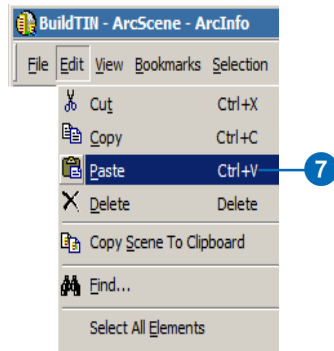 BuildTIN - ArcScene - ArcInfo
File Edit View Bookmarks Selection
Cut Ctrl+X
Copy Ctrl+C
Paste Ctrl+V 7
Delete Delete
Copy Scene To Clipboard
Find...
Select All Elements